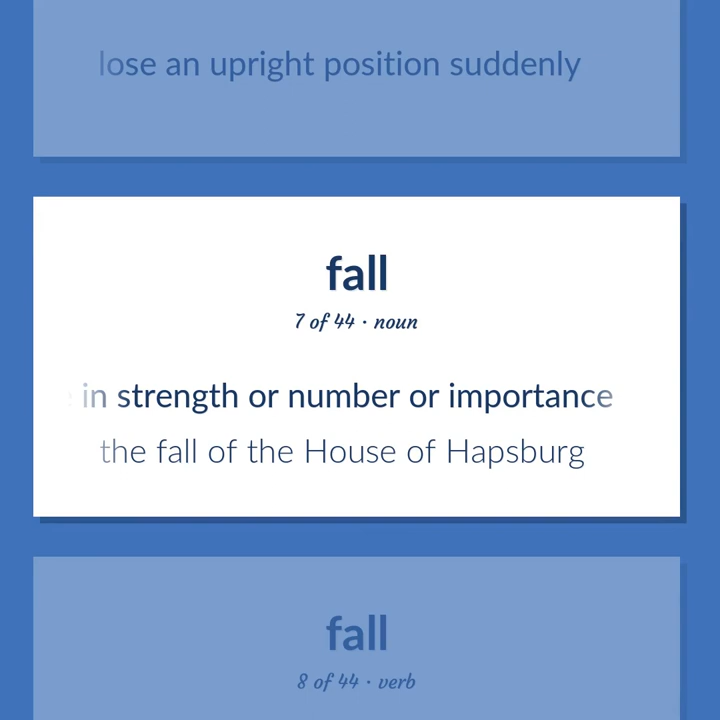 lose an upright position suddenly
fall
7 of 44 · noun
in strength or number or importance
the fall of the House of Hapsburg
fall
8 of 44 · verb